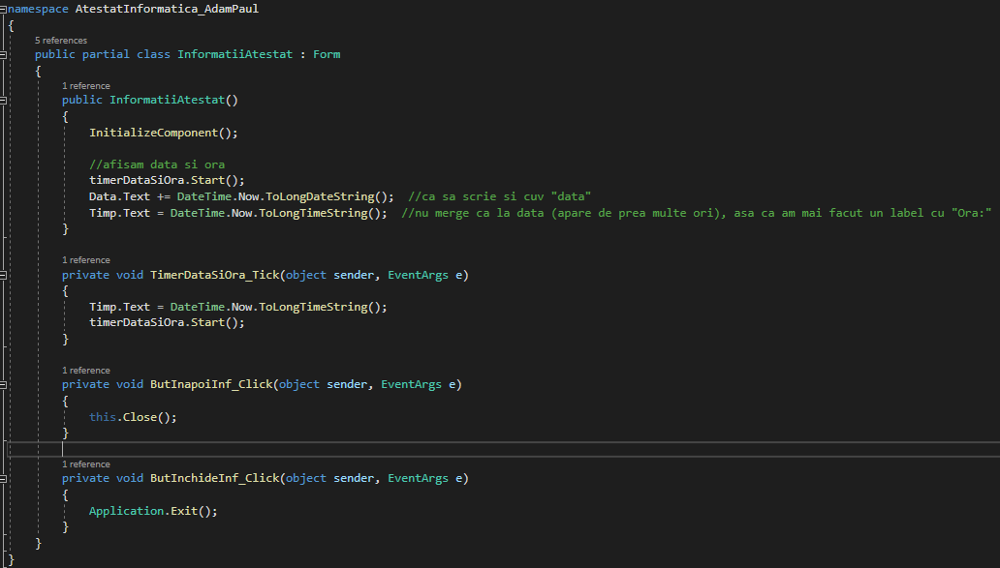 namespace AtestatInformatica_AdamPaul
{
5 references
public partial class InformatiiAtestat : Form
{
1 reference
public InformatiiAtestat()
{
InitializeComponent();
//afisam data si ora
timerDataSiOra.Start();
Data.Text += DateTime.Now.ToLongDateString(); //ca sa scrie si cuv "data"
Timp.Text = DateTime.Now.ToLongTimeString(); //nu merge ca la data (apare de prea multe ori), asa ca am mai facut un label cu "Ora:"
}
1 reference
private void TimerDataSiOra_Tick(object sender, EventArgs e)
{
Timp.Text = DateTime.Now.ToLongTimeString();
timerDataSiOra.Start();
}
1 reference
private void ButInapoiInf_Click(object sender, EventArgs e)
{
this.Close();
}
1 reference
private void ButInchideInf_Click(object sender, EventArgs e)
{
Application.Exit();
}
}
}